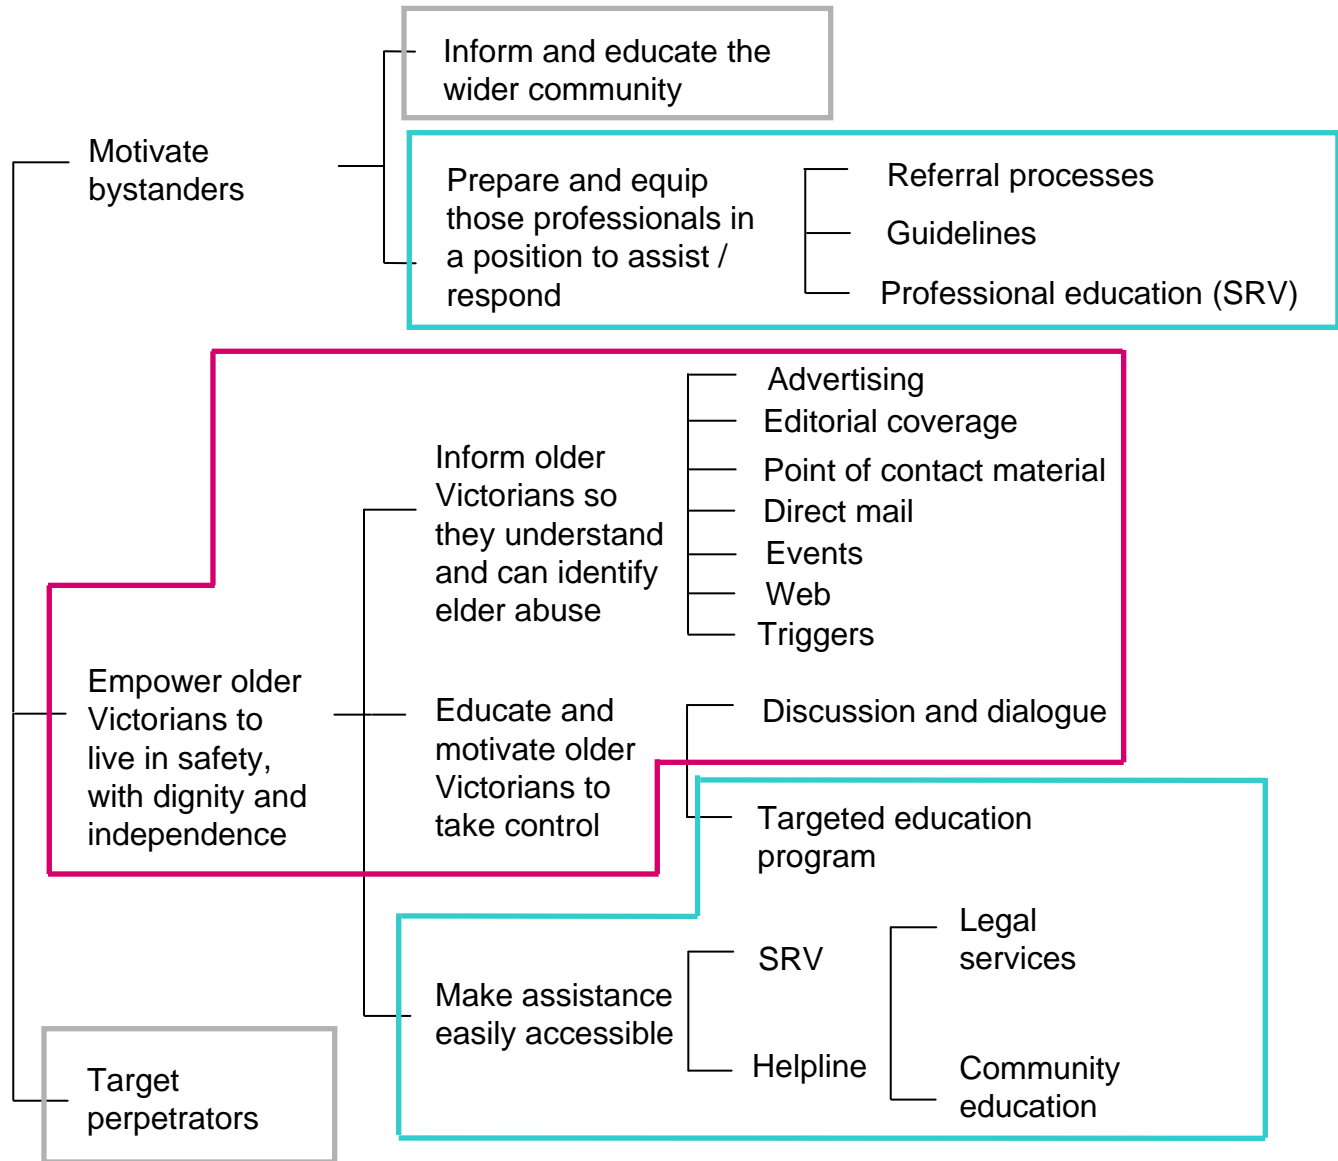 Inform and educate the
wider community
Motivate
bystanders
Prepare and equip
those professionals in
a position to assist /
respond
Referral processes
Guidelines
Professional education (SRV)
Advertising
Editorial coverage
Point of contact material
Direct mail
Events
Web
Triggers
Inform older
Victorians so
they understand
and can identify
elder abuse
Empower older
Victorians to
live in safety,
with dignity and
independence
Educate and
motivate older
Victorians to
take control
Discussion and dialogue
Targeted education
program
Make assistance
easily accessible
SRV
Helpline
Legal
services
Community
education
Target
perpetrators